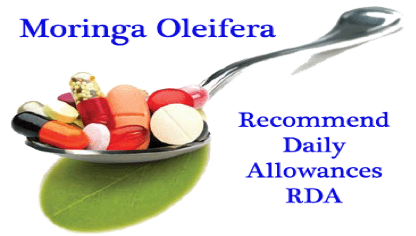 Moringa Oleifera
Recommend
Daily
Allowances
RDA